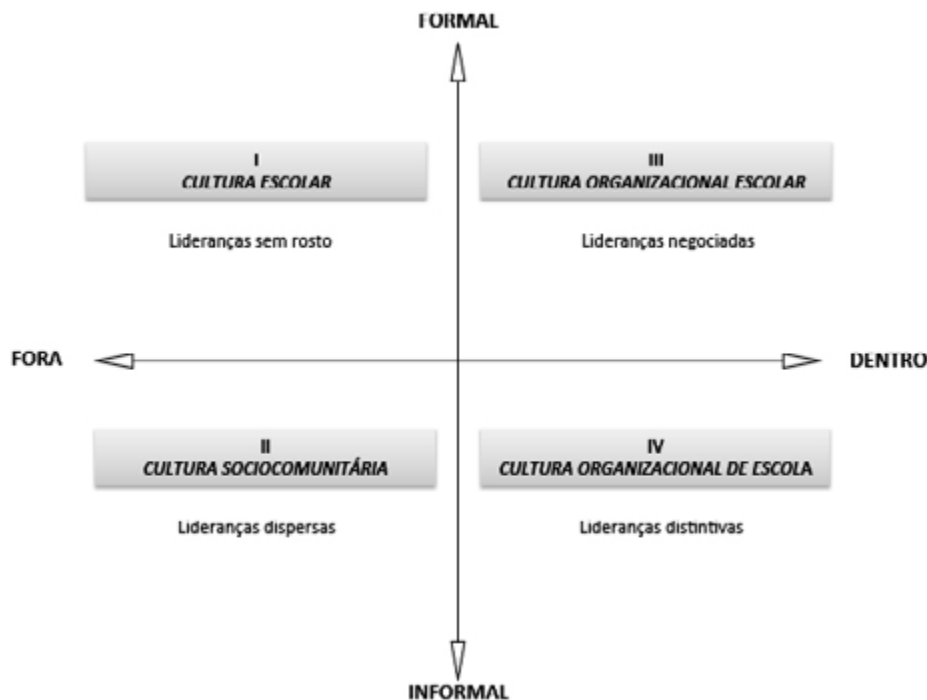 FORMAL
I
CULTURA ESCOLAR
Lideranças sem rosto
III
CULTURA ORGANIZACIONAL ESCOLAR
Lideranças negociadas
FORA
DENTRO
II
CULTURA SOCIOCOMUNITÁRIA
Lideranças dispersas
IV
CULTURA ORGANIZACIONAL DE ESCOLA
Lideranças distintivas
INFORMAL